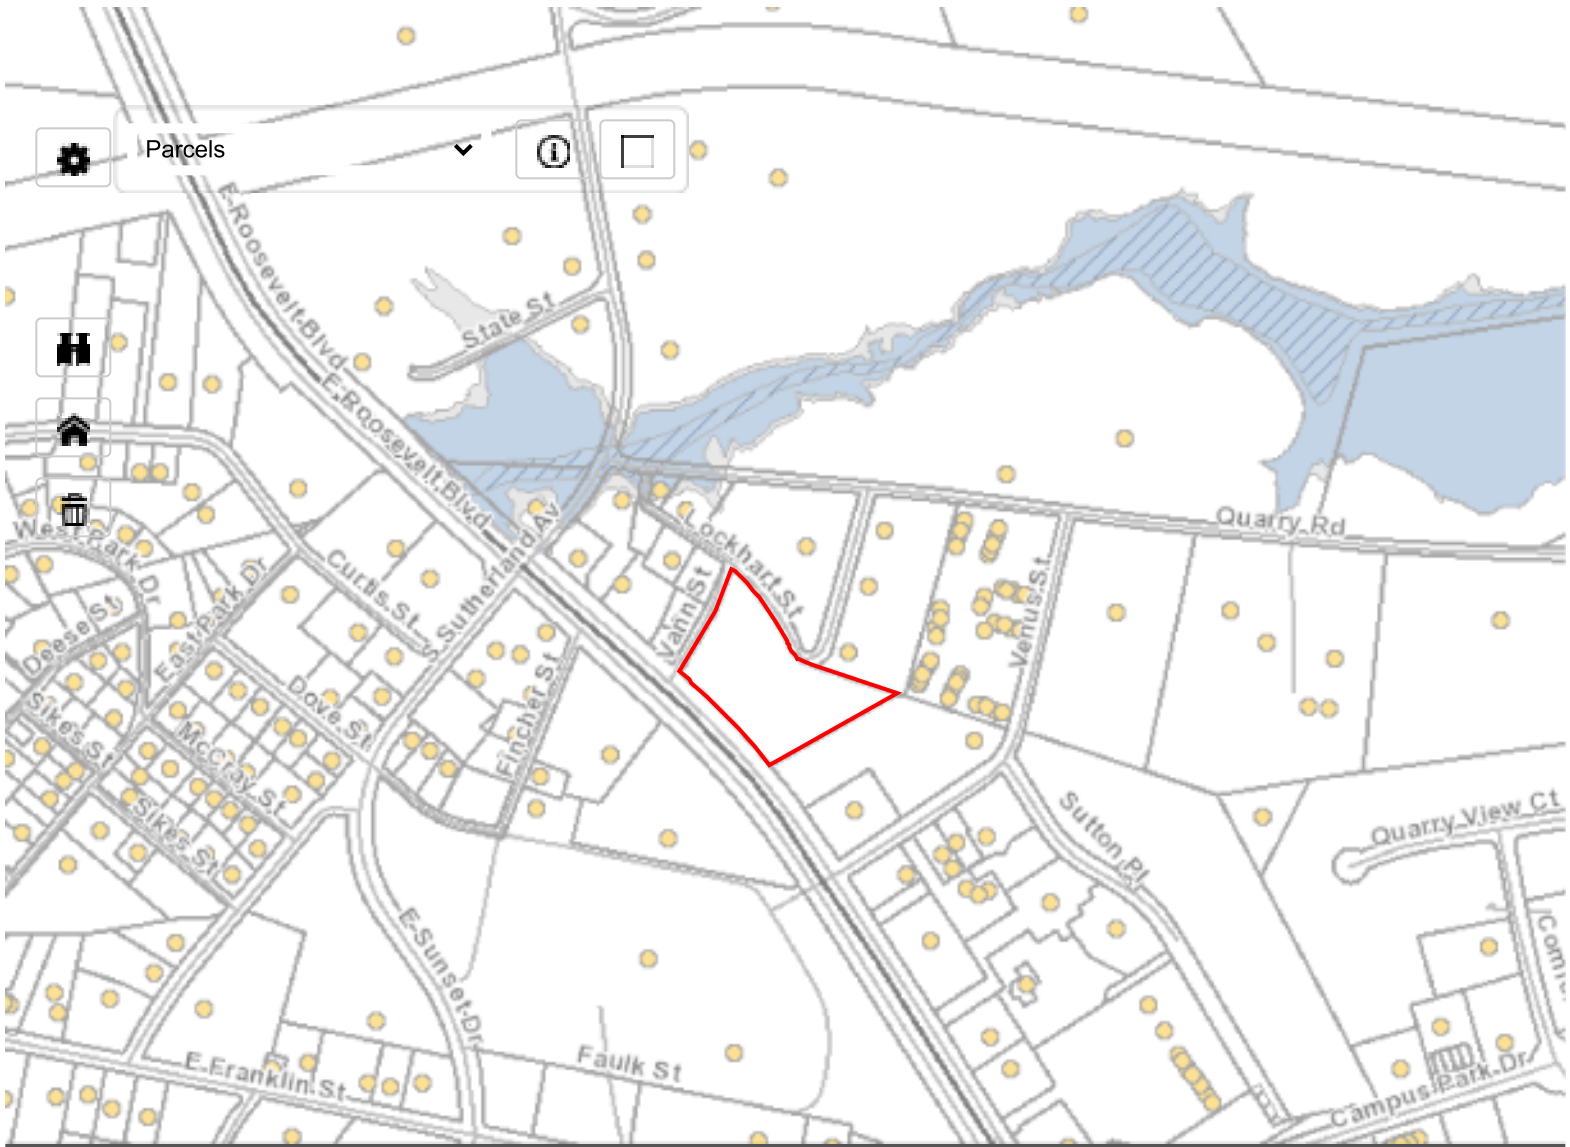 Parcels
E-Roosevelt-Blvd
State St
E-Roosevelt Blvd
West Park Dr
Quarry Rd
Lockhart St
S Sutherland Av
Curtis St
East Park Dr
Vann St
Venus St
Deese St
Fincher St
Dove St
Sikes St
McCray St
Sikes St
Sutton Pl
Quarry View Ct
E-Sunset-Dr
E Franklin St
Faulk St
Campus Park Dr